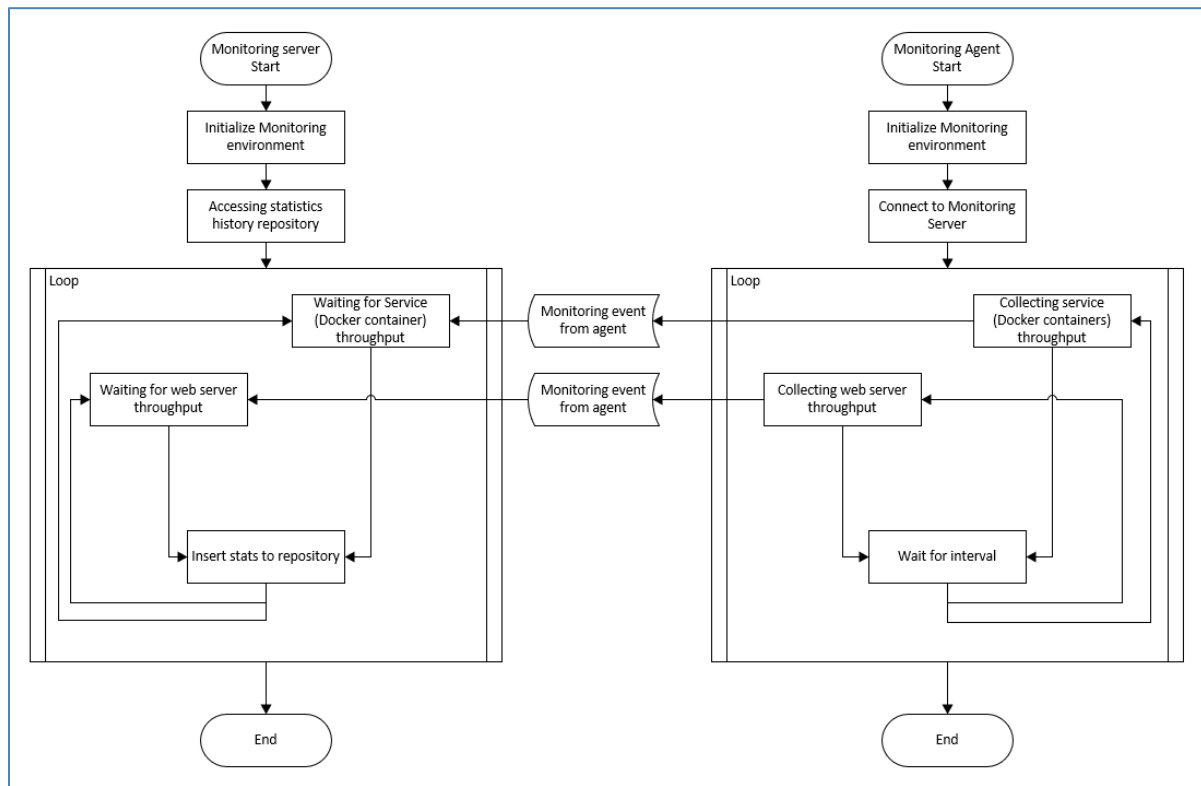 Monitoring server
Start
Initialize Monitoring
environment
Accessing statistics
history repository
Loop
Waiting for Service
(Docker container)
throughput
Waiting for web server
throughput
Insert stats to repository
End
Monitoring event
from agent
Monitoring event
from agent
Monitoring Agent
Start
Initialize Monitoring
environment
Connect to Monitoring
Server
Loop
Collecting service
(Docker containers)
throughput
Collecting web server
throughput
Wait for interval
End